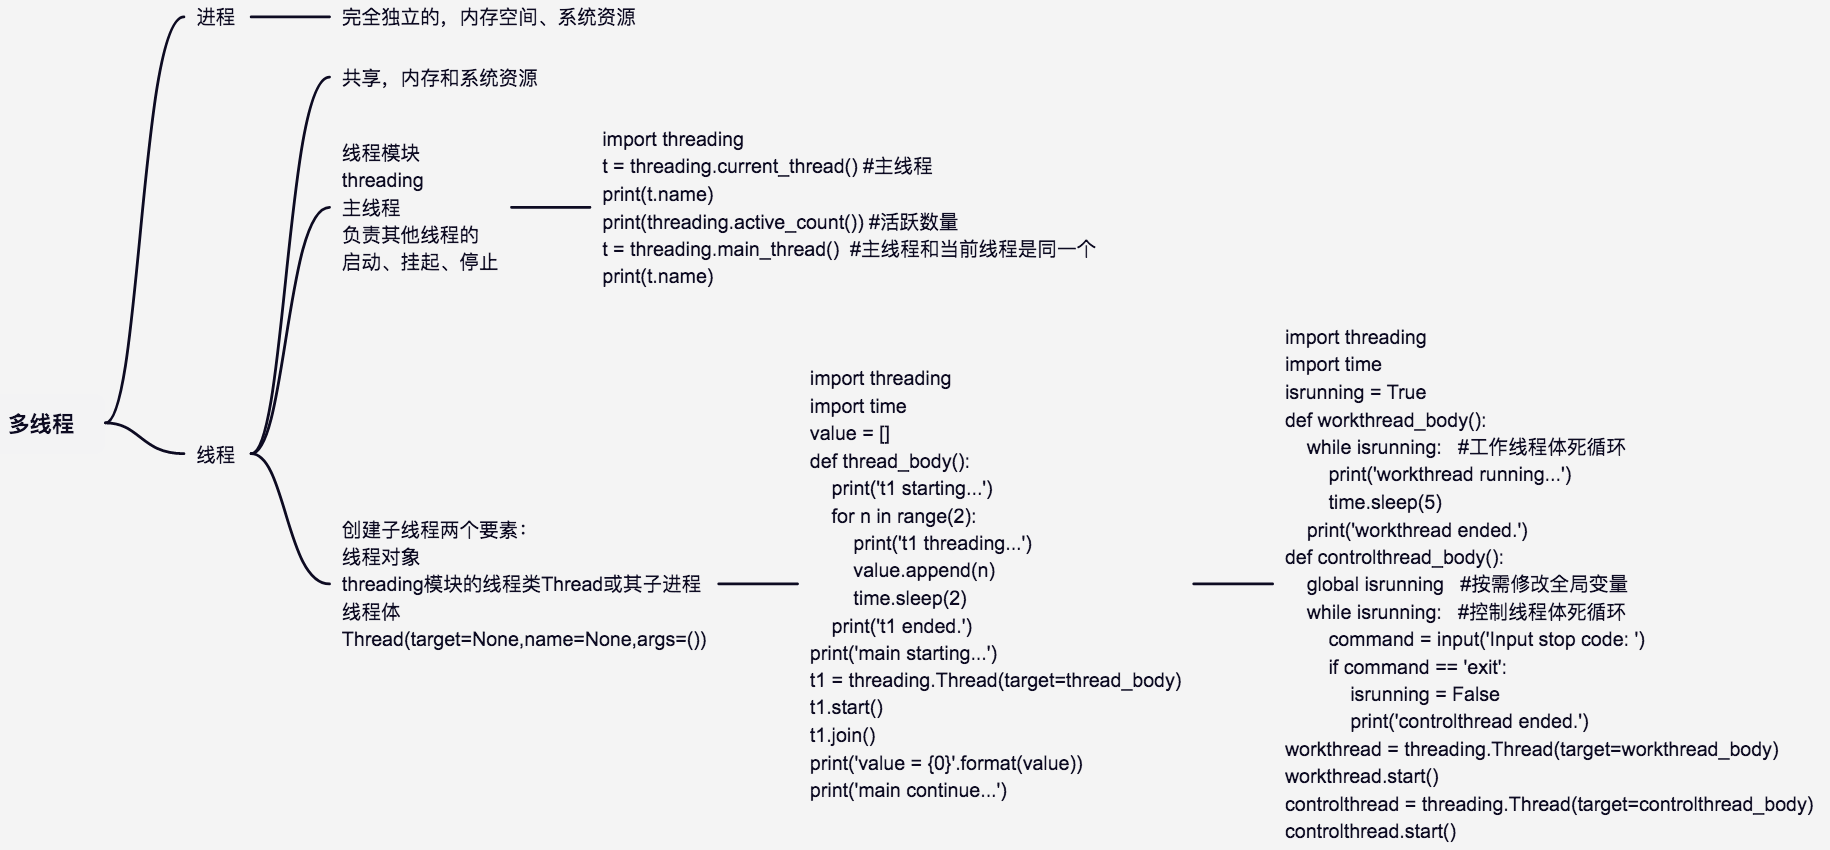 多线程
进程
完全独立的，内存空间、系统资源
线程
共享，内存和系统资源
线程模块
threading
主线程
负责其他线程的
启动、挂起、停止
import threading
t = threading.current_thread() #主线程
print(t.name)
print(threading.active_count()) #活跃数量
t = threading.main_thread()  #主线程和当前线程是同一个
print(t.name)
创建子线程两个要素：
线程对象
threading模块的线程类Thread或其子进程
线程体
Thread(target=None,name=None,args=())
import threading
import time
value = []
def thread_body():
    print('t1 starting...')
    for n in range(2):
        print('t1 threading...')
        value.append(n)
        time.sleep(2)
    print('t1 ended.')
print('main starting...')
t1 = threading.Thread(target=thread_body)
t1.start()
t1.join()
print('value = {0}'.format(value))
print('main continue...')
import threading
import time
isrunning = True
def workthread_body():
    while isrunning:   #工作线程体死循环
        print('workthread running...')
        time.sleep(5)
    print('workthread ended.')
def controlthread_body():
    global isrunning   #按需修改全局变量
    while isrunning:   #控制线程体死循环
        command = input('Input stop code: ')
        if command == 'exit':
            isrunning = False
            print('controlthread ended.')
workthread = threading.Thread(target=workthread_body)
workthread.start()
controlthread = threading.Thread(target=controlthread_body)
controlthread.start()